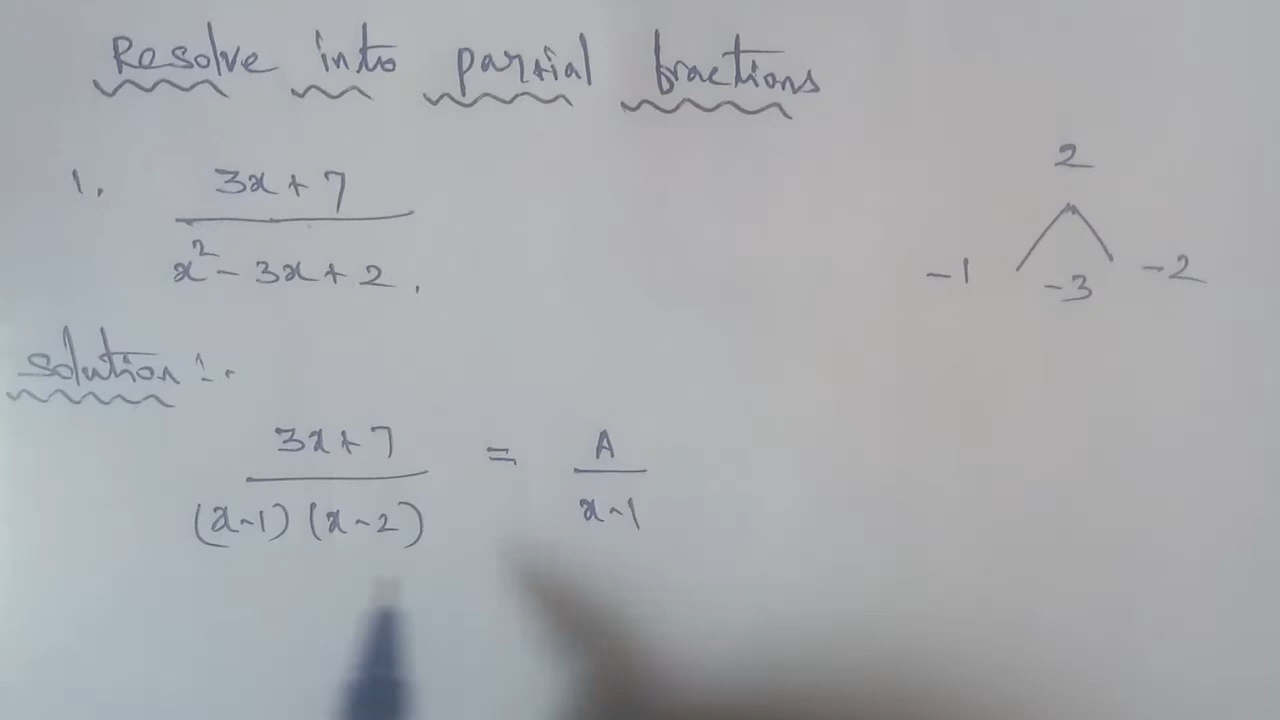 Resolve into partial fractions
1. 3x + 7
x² - 3x + 2.
2
-1 -3 -2
Solution :-
3x + 7 = A
(x-1) (x-2) x-1